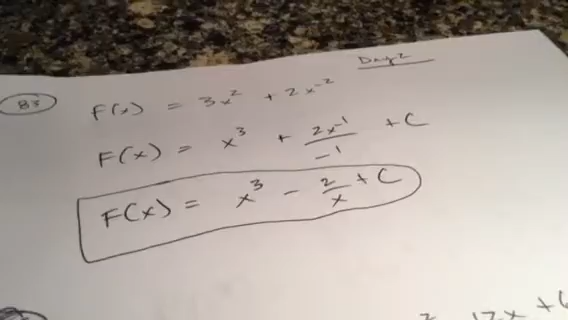 Day 2
83
F(x) = 3x² + 2x⁻²
F(x) = x³ + 2x⁻¹/-1 + C
F(x) = x³ - 2/x + C